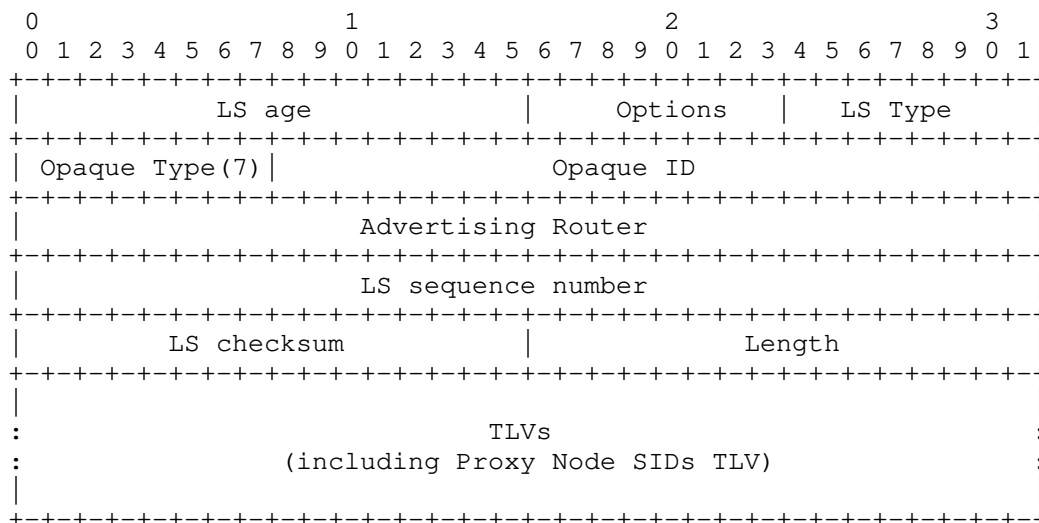 0                   1                   2                   3
 0 1 2 3 4 5 6 7 8 9 0 1 2 3 4 5 6 7 8 9 0 1 2 3 4 5 6 7 8 9 0 1
+-+-+-+-+-+-+-+-+-+-+-+-+-+-+-+-+-+-+-+-+-+-+-+-+-+-+-+-+-+-+-+--
|            LS age             |     Options   |   LS Type
+-+-+-+-+-+-+-+-+-+-+-+-+-+-+-+-+-+-+-+-+-+-+-+-+-+-+-+-+-+-+-+--
| Opaque Type(7)|                 Opaque ID
+-+-+-+-+-+-+-+-+-+-+-+-+-+-+-+-+-+-+-+-+-+-+-+-+-+-+-+-+-+-+-+--
|                     Advertising Router
+-+-+-+-+-+-+-+-+-+-+-+-+-+-+-+-+-+-+-+-+-+-+-+-+-+-+-+-+-+-+-+--
|                     LS sequence number
+-+-+-+-+-+-+-+-+-+-+-+-+-+-+-+-+-+-+-+-+-+-+-+-+-+-+-+-+-+-+-+--
|         LS checksum           |             Length
+-+-+-+-+-+-+-+-+-+-+-+-+-+-+-+-+-+-+-+-+-+-+-+-+-+-+-+-+-+-+-+--
|
:                             TLVs                              :
:                (including Proxy Node SIDs TLV)                :
|
+-+-+-+-+-+-+-+-+-+-+-+-+-+-+-+-+-+-+-+-+-+-+-+-+-+-+-+-+-+-+-+--